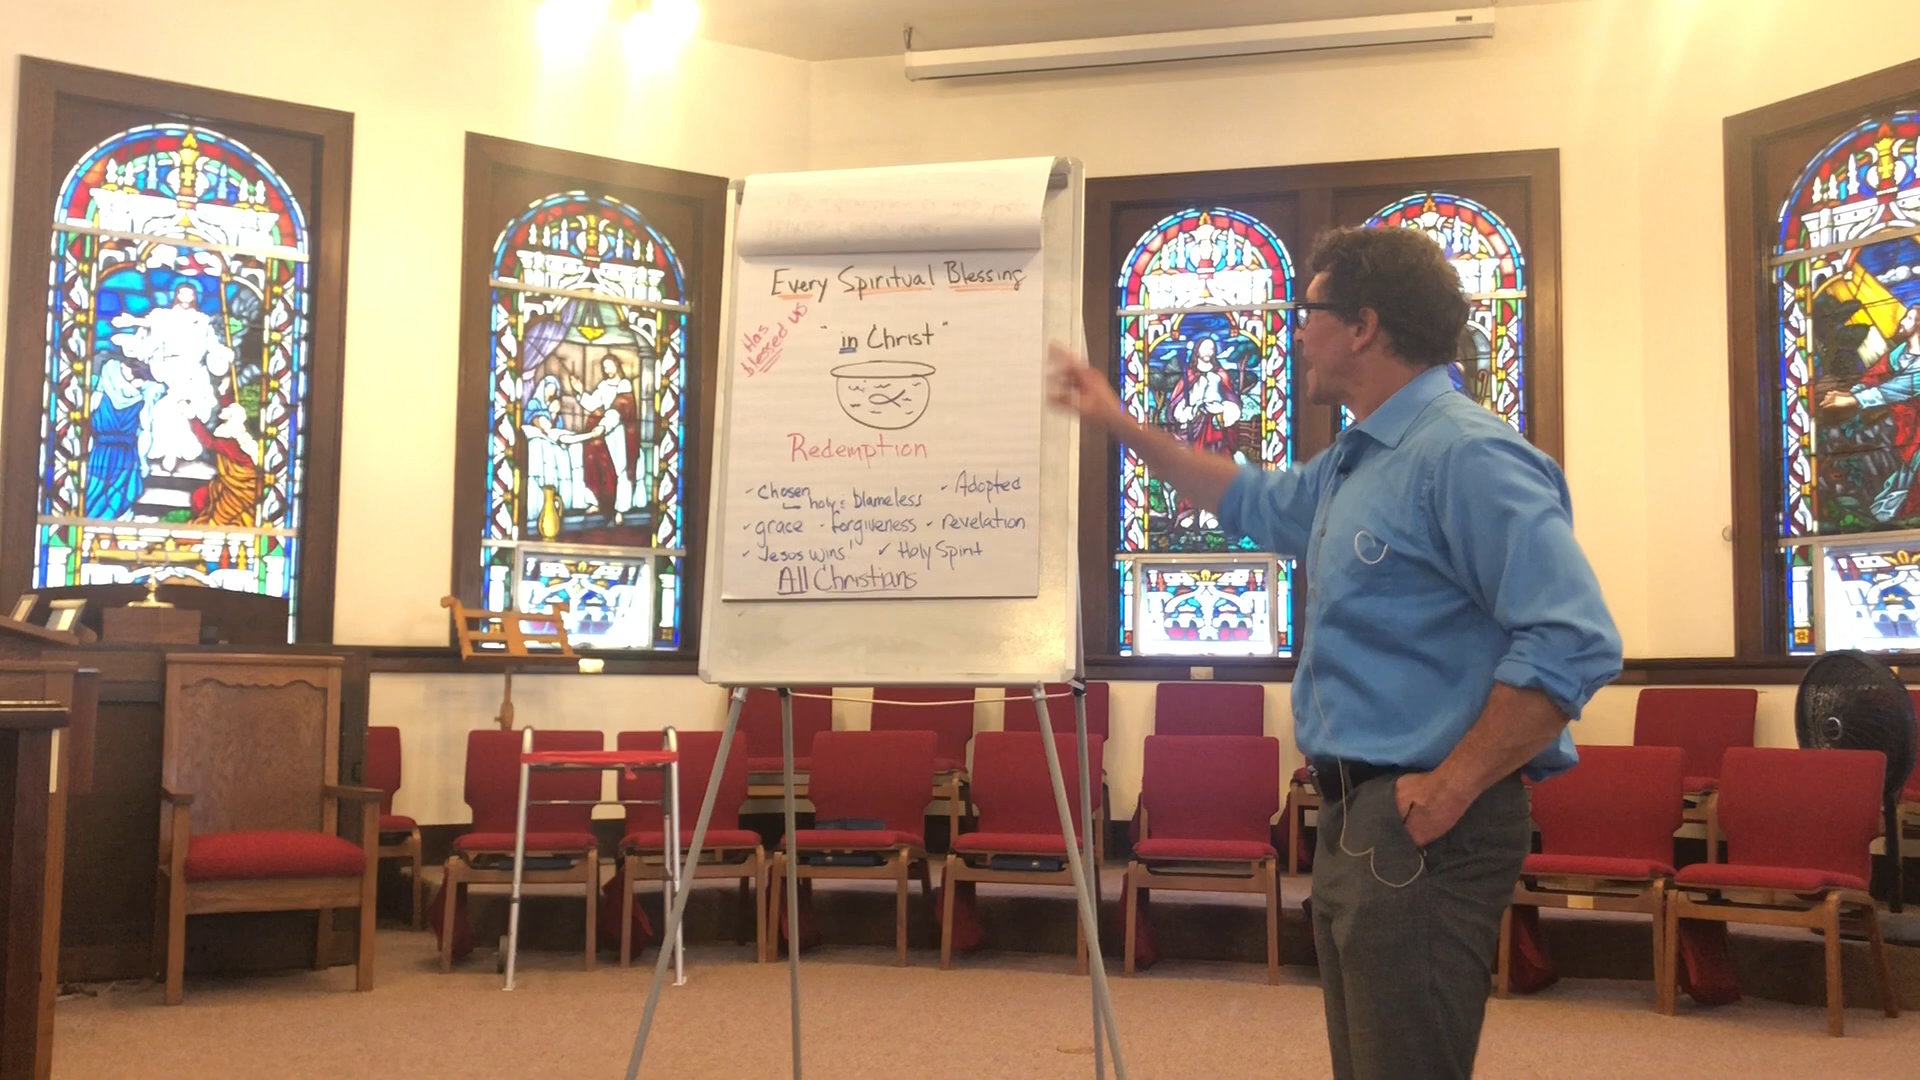 Every Spiritual Blessing
Has
blessed us
"in Christ"
Redemption
- chosen
holy & blameless
- Adopted
- grace - forgiveness - revelation
- Jesus wins! ✓ Holy Spirit
All Christians